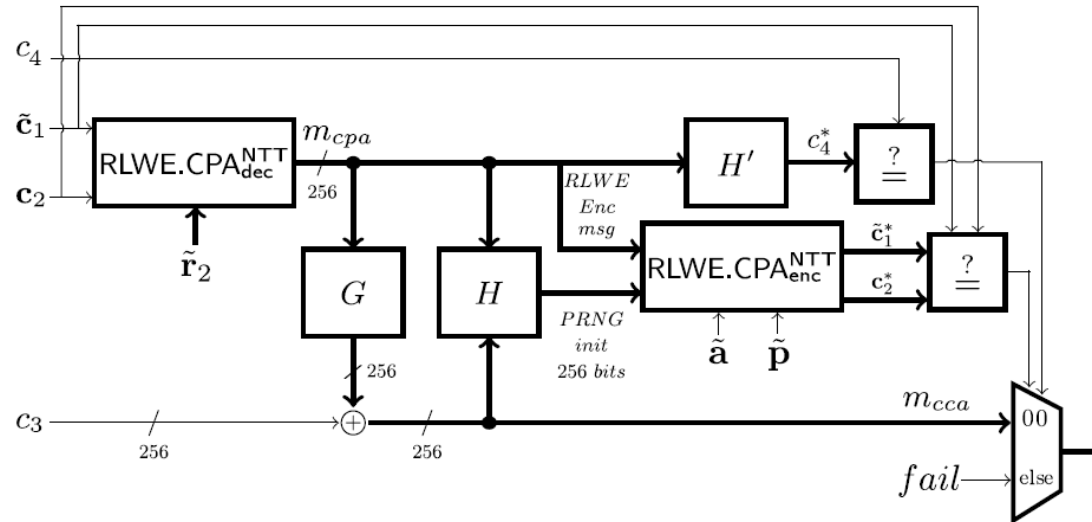 c₄
c̃₁
RLWE.CPA^NTT_dec
m_cpa
256
H′
c₄*
?
=
c₂
r̃₂
RLWE
Enc
msg
G
H
RLWE.CPA^NTT_enc
c̃₁*
c₂*
?
=
PRNG
init
256 bits
ã
p̃
256
c₃
256
+
256
m_cca
00
fail
else